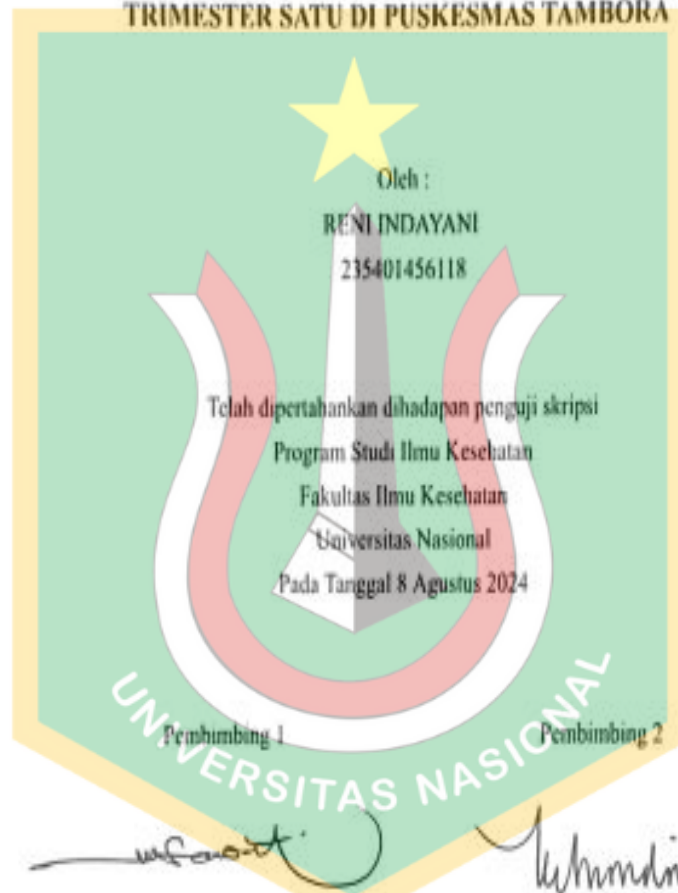 TRIMESTER SATU DI PUSKESMAS TAMBORA
Oleh :
RENI INDAYANI
235401456118
Telah dipertahankan dihadapan penguji skripsi
Program Studi Ilmu Kesehatan
Fakultas Ilmu Kesehatan
Universitas Nasional
Pada Tanggal 8 Agustus 2024
Pembimbing 1 Pembimbing 2
UNIVERSITAS NASIONAL